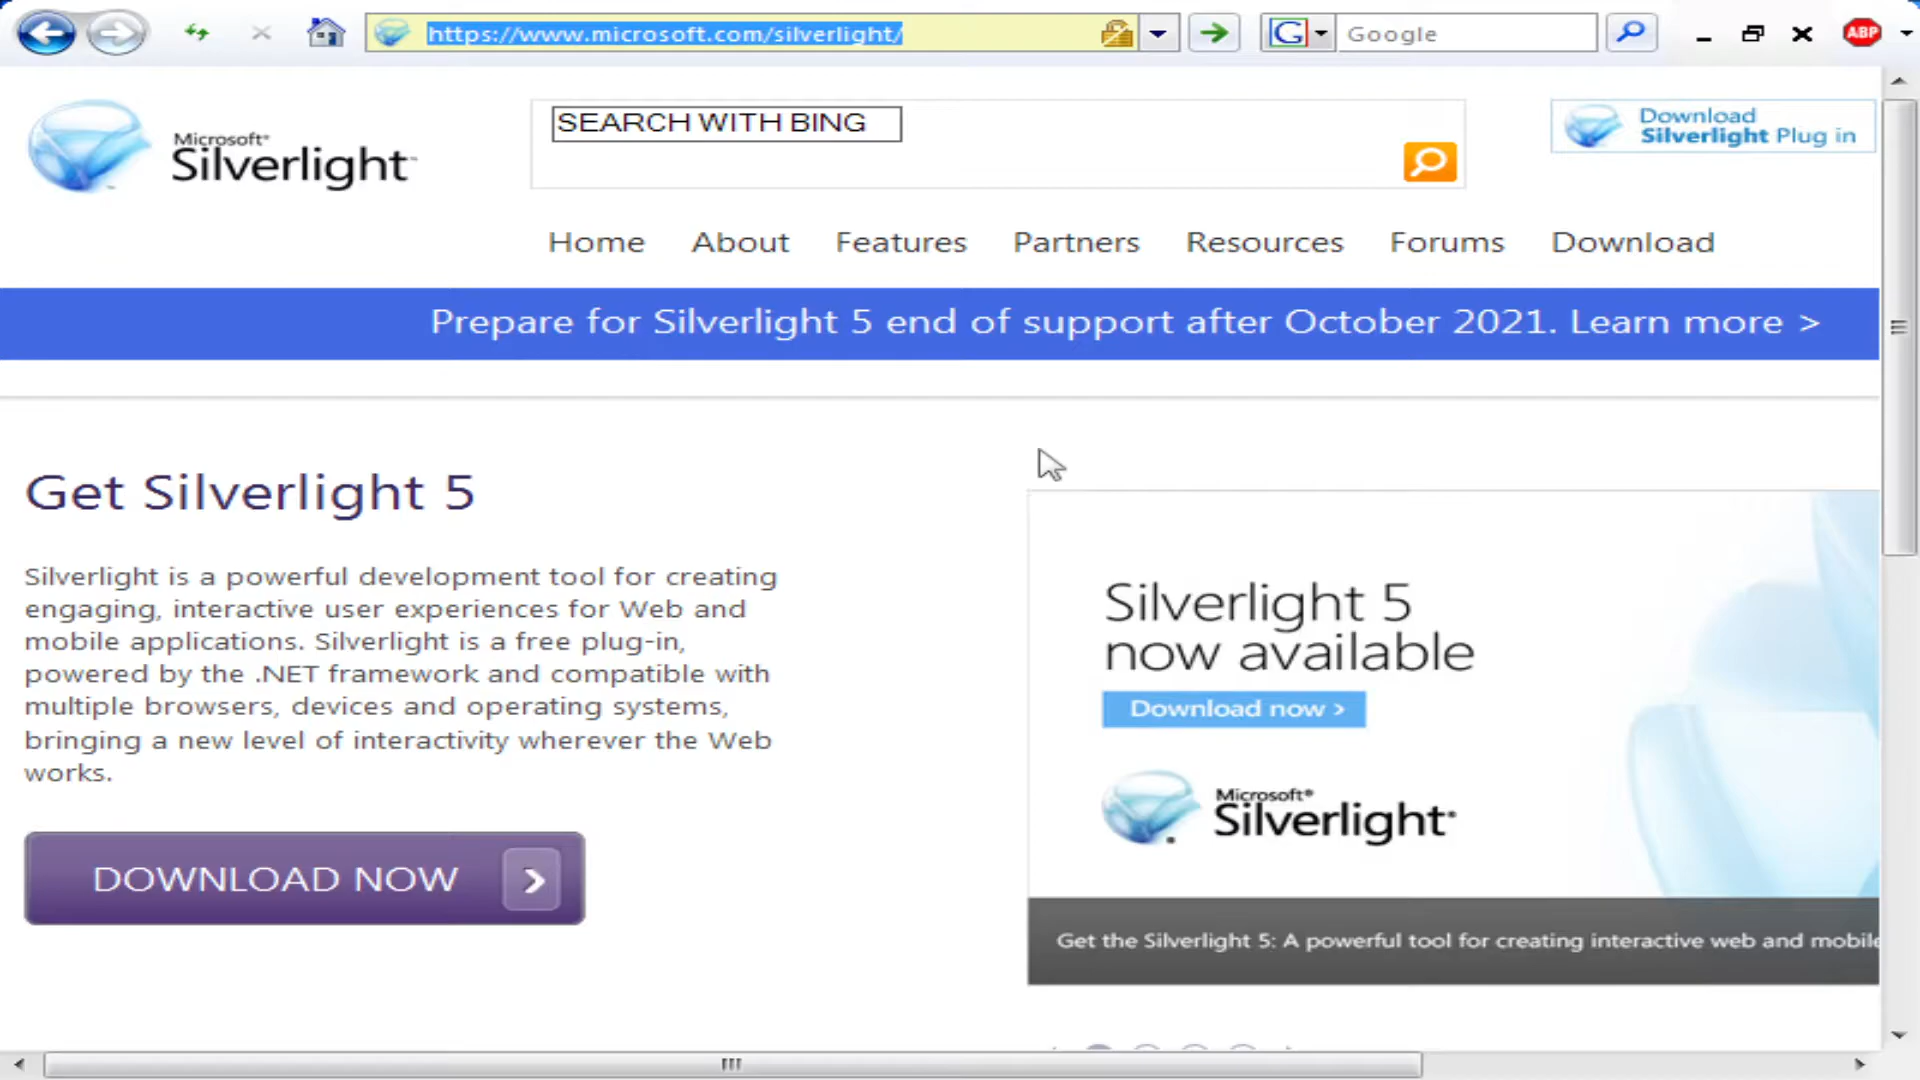 https://www.microsoft.com/silverlight/
G
Google
ABP
Microsoft®
Silverlight™
SEARCH WITH BING
Download
Silverlight Plug in
Home About Features Partners Resources Forums Download
Prepare for Silverlight 5 end of support after October 2021. Learn more >
Get Silverlight 5
Silverlight is a powerful development tool for creating
engaging, interactive user experiences for Web and
mobile applications. Silverlight is a free plug-in,
powered by the .NET framework and compatible with
multiple browsers, devices and operating systems,
bringing a new level of interactivity wherever the Web
works.
DOWNLOAD NOW
Silverlight 5
now available
Download now >
Microsoft®
Silverlight®
Get the Silverlight 5: A powerful tool for creating interactive web and mobile